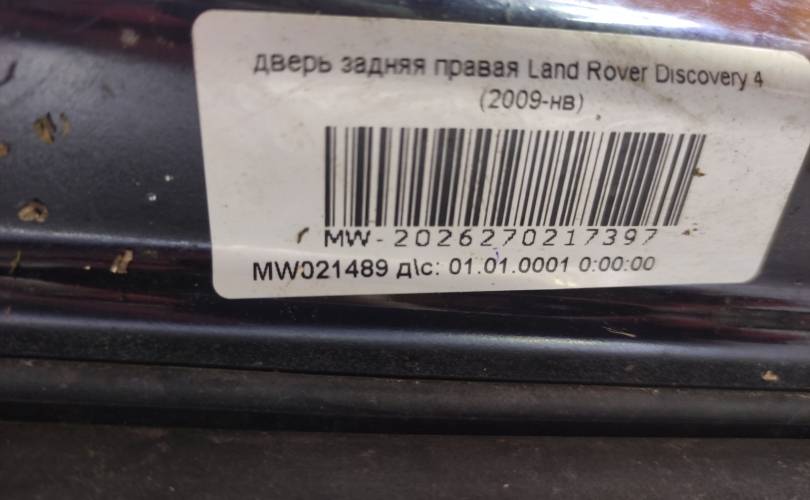 дверь задняя правая Land Rover Discovery 4
(2009-нв)
MW-2026270217397
MW021489 д\с: 01.01.0001 0:00:00